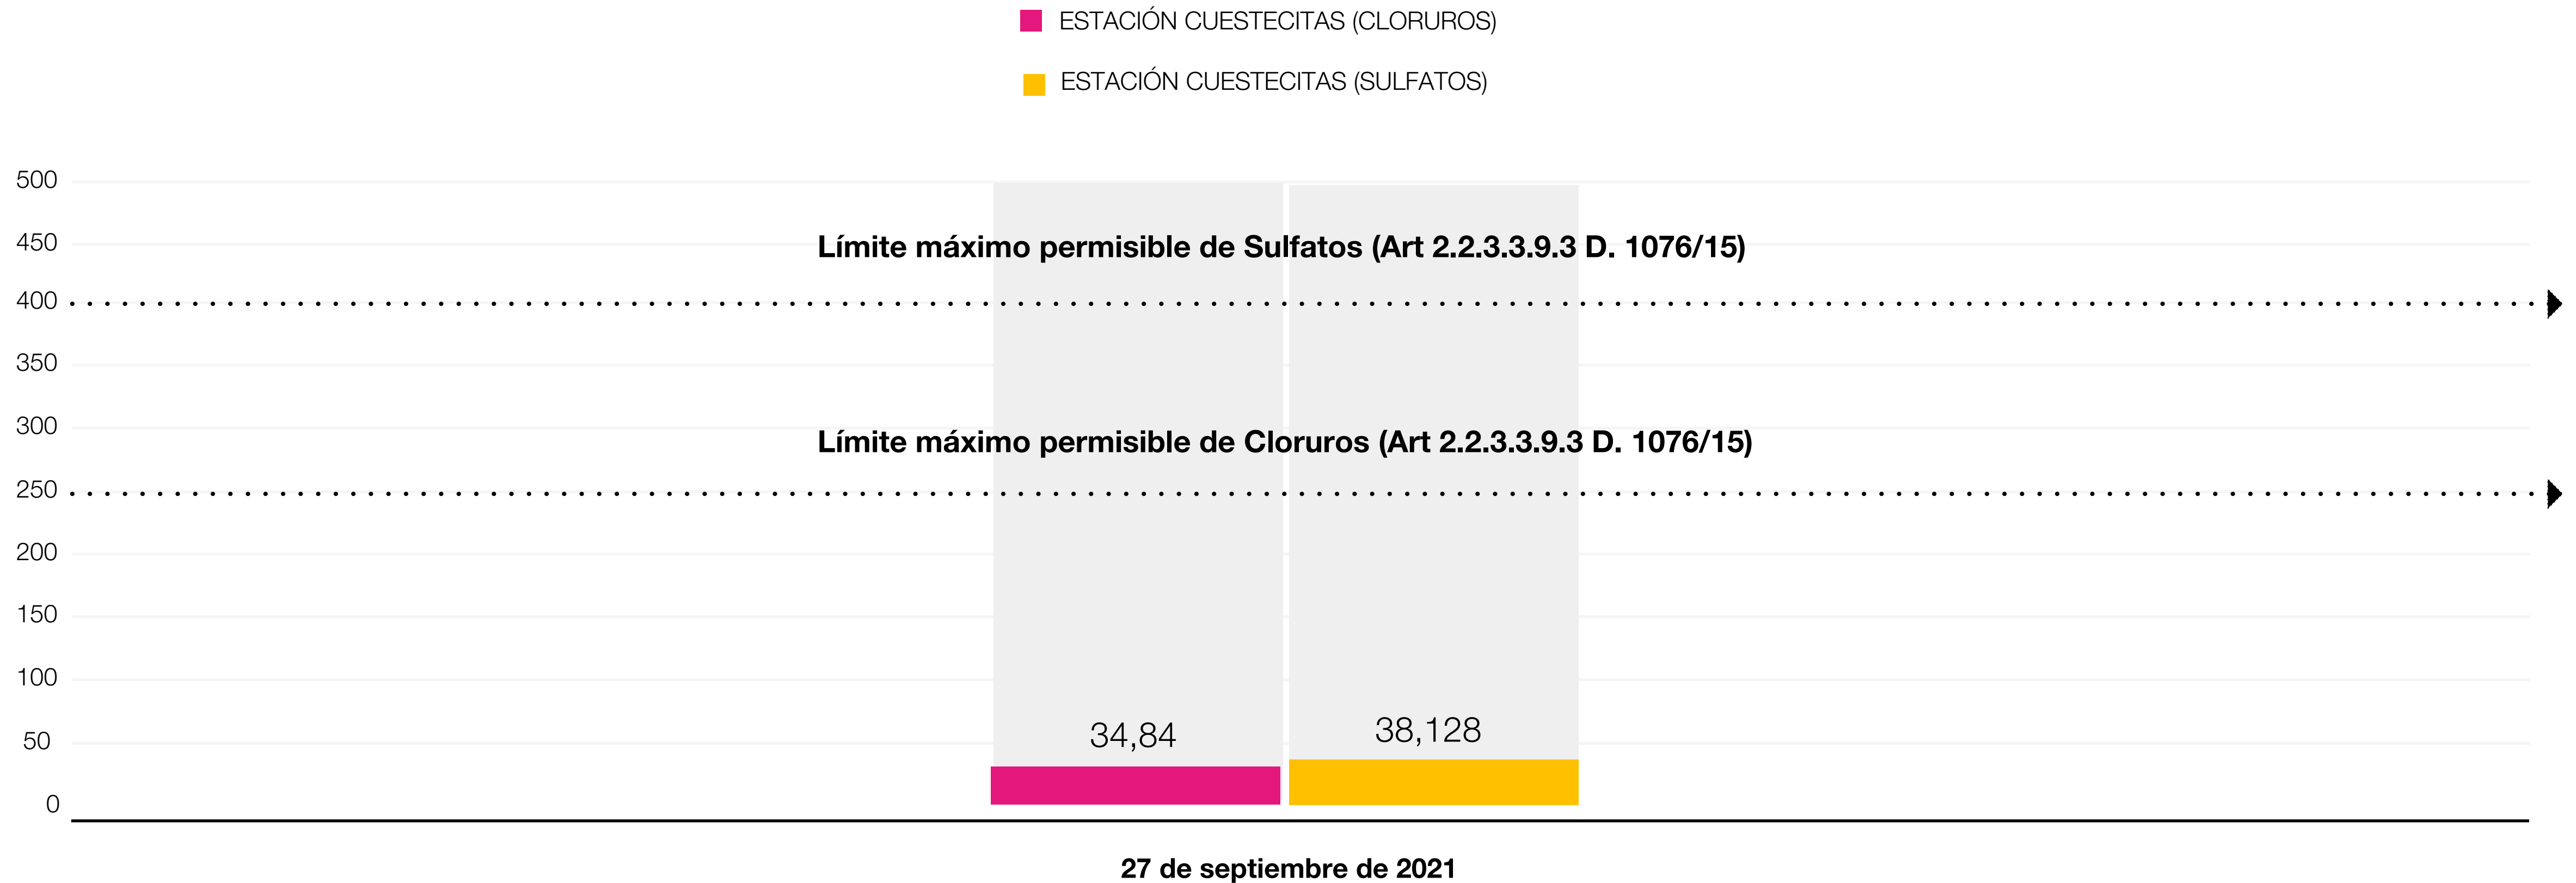 ESTACIÓN CUESTECITAS (CLORUROS)
ESTACIÓN CUESTECITAS (SULFATOS)
500
450
Límite máximo permisible de Sulfatos (Art 2.2.3.3.9.3 D. 1076/15)
400
350
300
Límite máximo permisible de Cloruros (Art 2.2.3.3.9.3 D. 1076/15)
250
200
150
100
50
34,84
38,128
0
27 de septiembre de 2021